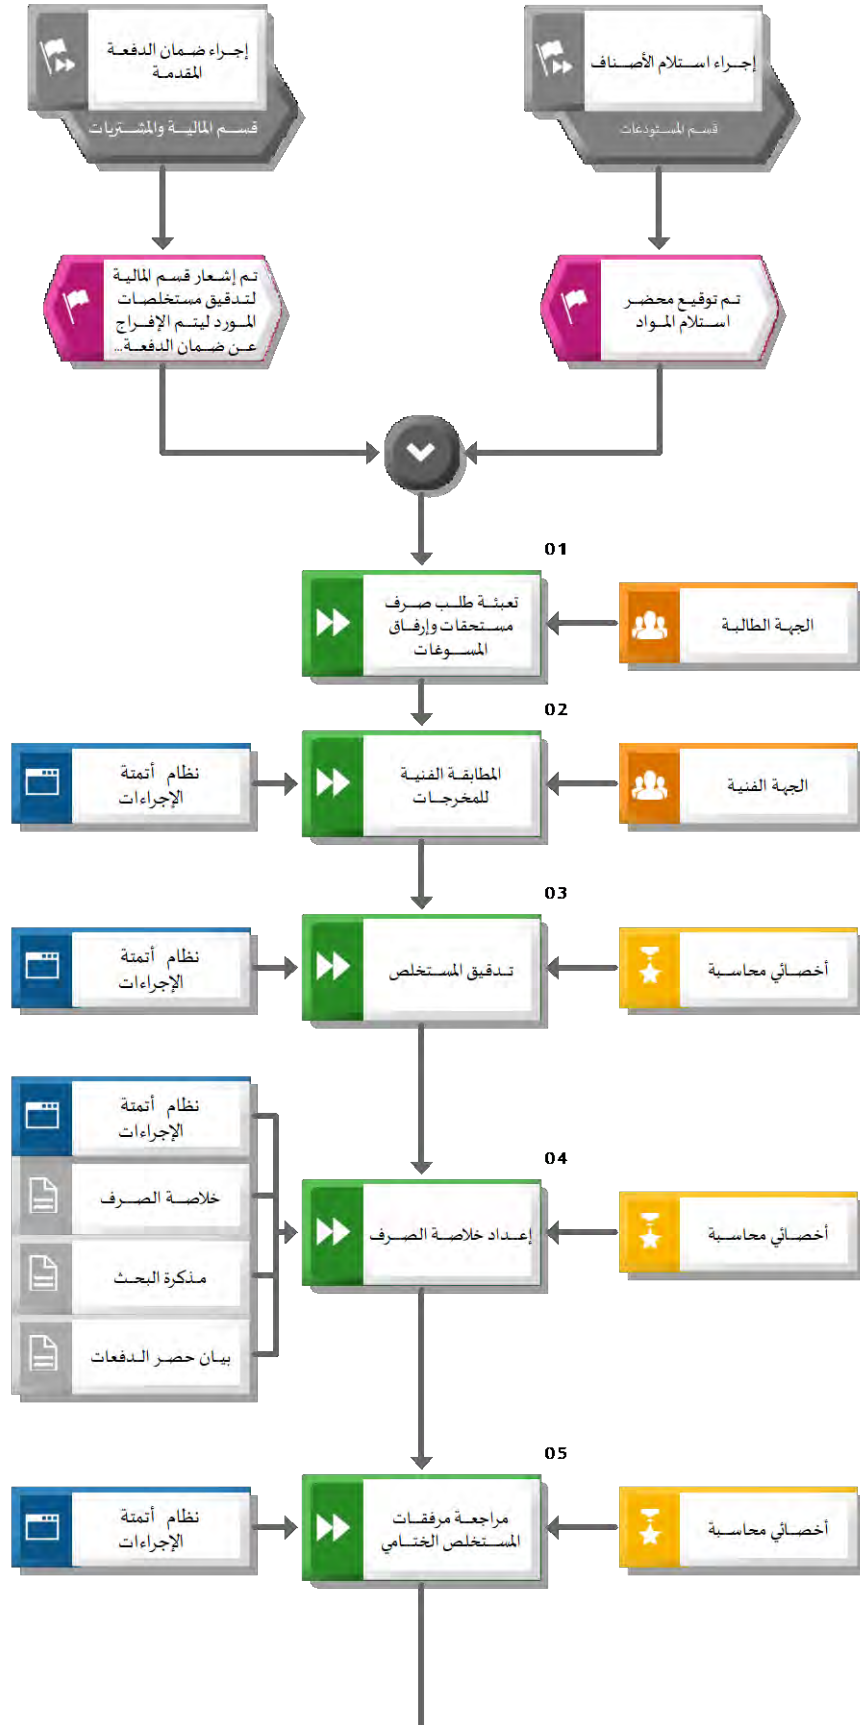 إجراء استلام الأصناف
قسم المستودعات
إجراء ضمان الدفعة
المقدمة
قسم المالية والمشتريات
تم توقيع محضر
استلام المواد
تم إشعار قسم المالية
لتدقيق مستخلصات
المورد ليتم الإفراج
عن ضمان الدفعة...
01
الجهة الطالبة
تعبئة طلب صرف
مستحقات وإرفاق
المسوغات
02
الجهة الفنية
المطابقة الفنية
للمخرجات
نظام أتمتة
الإجراءات
03
أخصائي محاسبة
تدقيق المستخلص
نظام أتمتة
الإجراءات
04
أخصائي محاسبة
إعداد خلاصة الصرف
نظام أتمتة
الإجراءات
خلاصة الصرف
مذكرة البحث
بيان حصر الدفعات
05
أخصائي محاسبة
مراجعة مرفقات
المستخلص الختامي
نظام أتمتة
الإجراءات